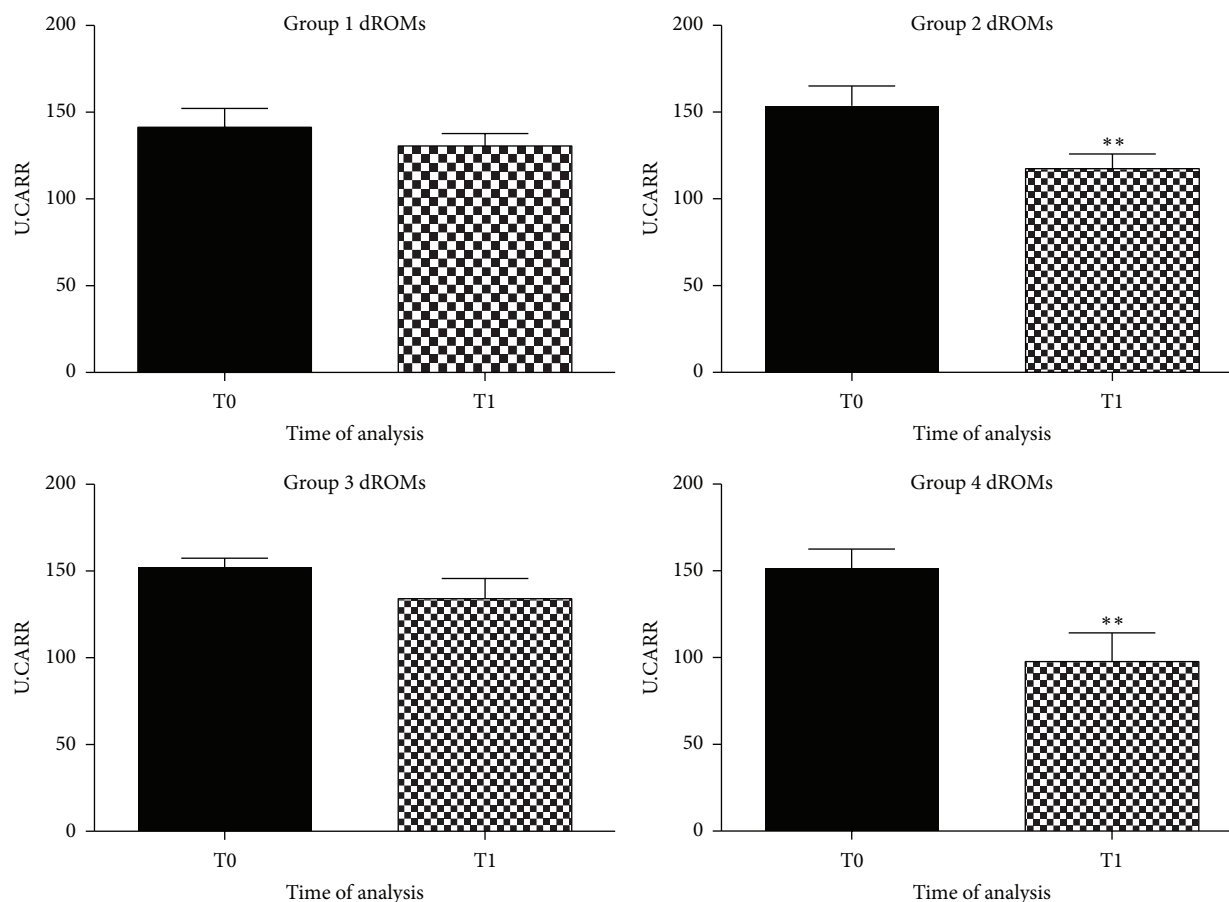 Group 1 dROMs
200
150
100
50
0
U.CARR
T0 T1
Time of analysis
Group 2 dROMs
200
150
100
50
0
U.CARR
**
T0 T1
Time of analysis
Group 3 dROMs
200
150
100
50
0
U.CARR
T0 T1
Time of analysis
Group 4 dROMs
200
150
100
50
0
U.CARR
**
T0 T1
Time of analysis